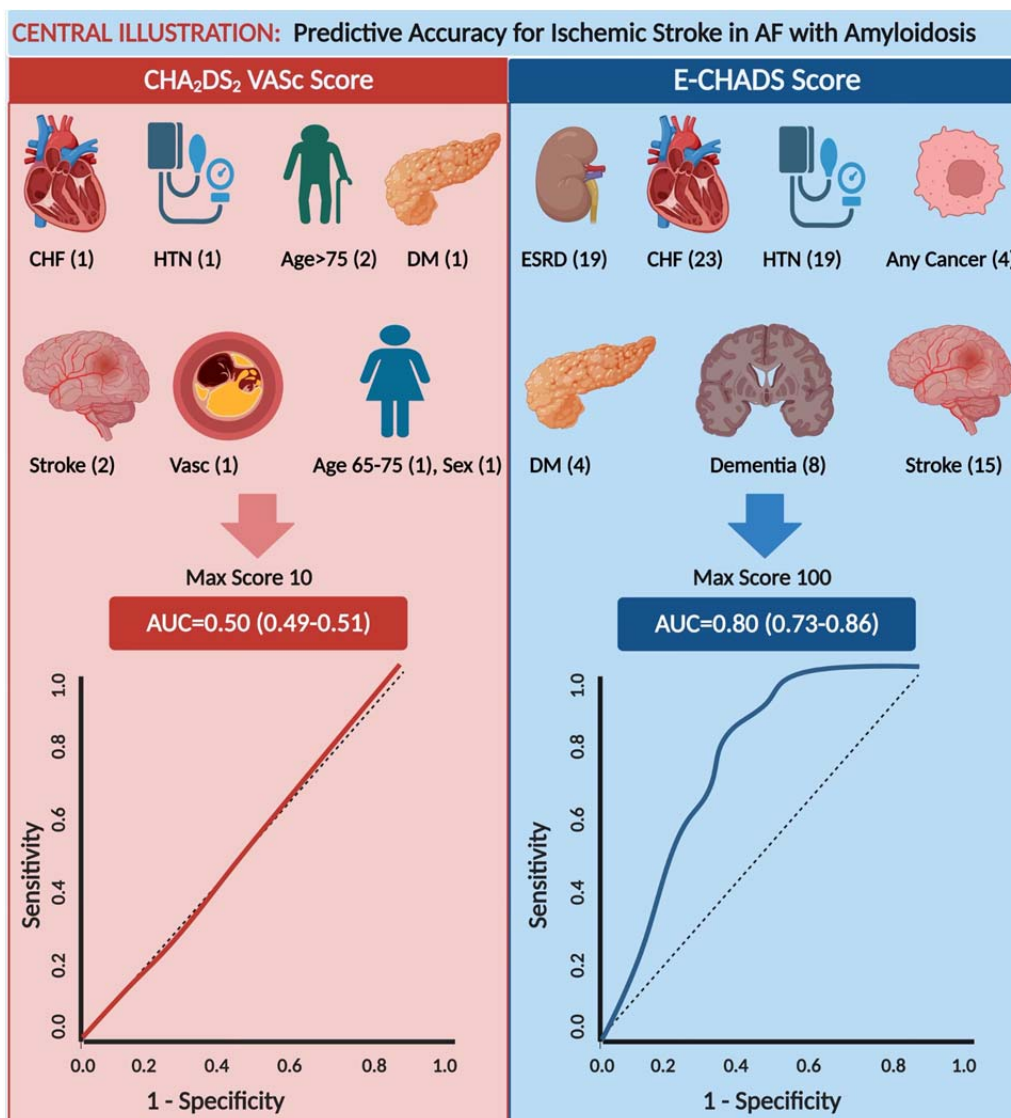 CENTRAL ILLUSTRATION: Predictive Accuracy for Ischemic Stroke in AF with Amyloidosis
CHA₂DS₂ VASc Score
CHF (1) HTN (1) Age>75 (2) DM (1)
Stroke (2) Vasc (1) Age 65-75 (1), Sex (1)
Max Score 10
AUC=0.50 (0.49-0.51)
Sensitivity
1.0
0.8
0.6
0.4
0.2
0.0
0.0 0.2 0.4 0.6 0.8 1.0
1 - Specificity
E-CHADS Score
ESRD (19) CHF (23) HTN (19) Any Cancer (4)
DM (4) Dementia (8) Stroke (15)
Max Score 100
AUC=0.80 (0.73-0.86)
Sensitivity
1.0
0.8
0.6
0.4
0.2
0.0
0.0 0.2 0.4 0.6 0.8 1.0
1 - Specificity